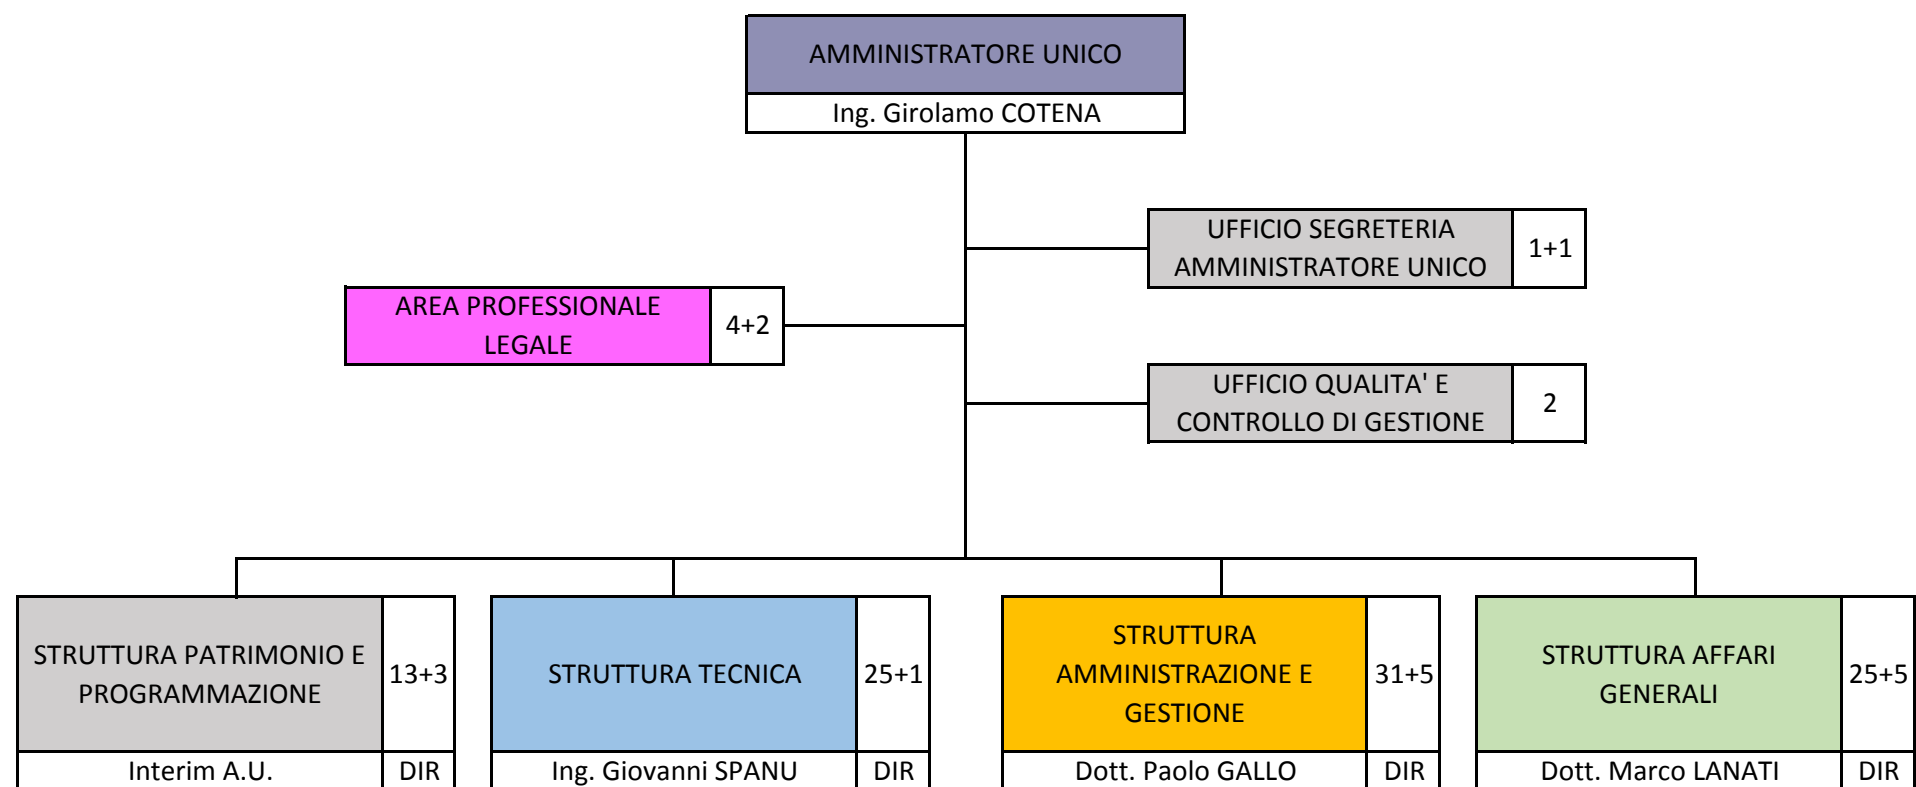 AMMINISTRATORE UNICO
Ing. Girolamo COTENA
UFFICIO SEGRETERIA
AMMINISTRATORE UNICO
1+1
AREA PROFESSIONALE
LEGALE
4+2
UFFICIO QUALITA' E
CONTROLLO DI GESTIONE
2
STRUTTURA PATRIMONIO E
PROGRAMMAZIONE
13+3
Interim A.U.
DIR
STRUTTURA TECNICA
25+1
Ing. Giovanni SPANU
DIR
STRUTTURA
AMMINISTRAZIONE E
GESTIONE
31+5
Dott. Paolo GALLO
DIR
STRUTTURA AFFARI
GENERALI
25+5
Dott. Marco LANATI
DIR